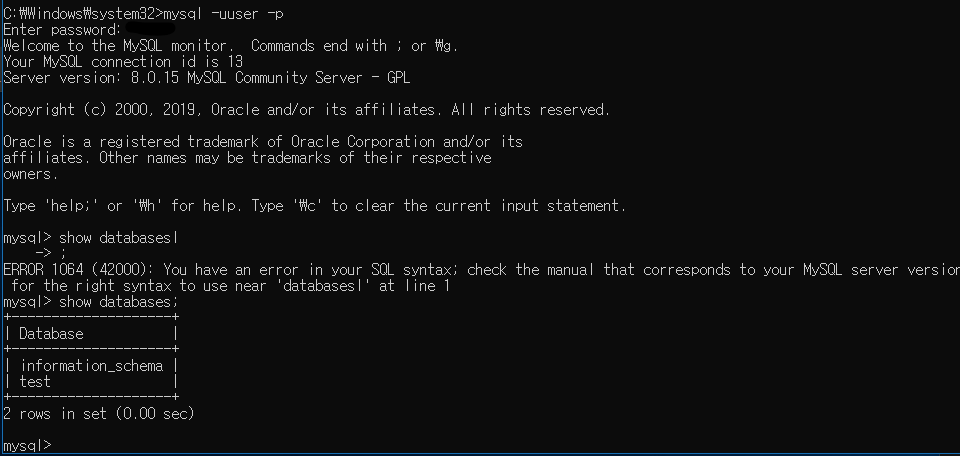 C:₩Windows₩system32>mysql -uuser -p
Enter password:
Welcome to the MySQL monitor.  Commands end with ; or ₩g.
Your MySQL connection id is 13
Server version: 8.0.15 MySQL Community Server - GPL
Copyright (c) 2000, 2019, Oracle and/or its affiliates. All rights reserved.
Oracle is a registered trademark of Oracle Corporation and/or its
affiliates. Other names may be trademarks of their respective
owners.
Type 'help;' or '₩h' for help. Type '₩c' to clear the current input statement.
mysql> show databasesl
    -> ;
ERROR 1064 (42000): You have an error in your SQL syntax; check the manual that corresponds to your MySQL server version
 for the right syntax to use near 'databasesl' at line 1
mysql> show databases;
+--------------------+
| Database           |
+--------------------+
| information_schema |
| test               |
+--------------------+
2 rows in set (0.00 sec)
mysql>